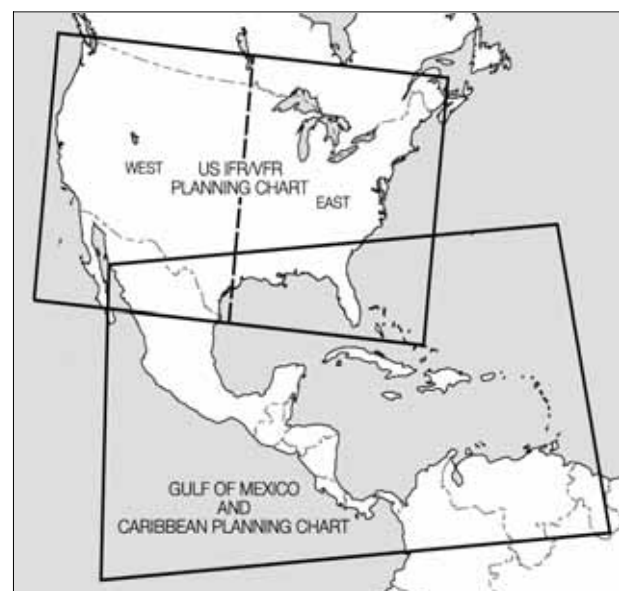 WEST
US IFR/VFR
PLANNING CHART
EAST
GULF OF MEXICO
AND
CARIBBEAN PLANNING CHART